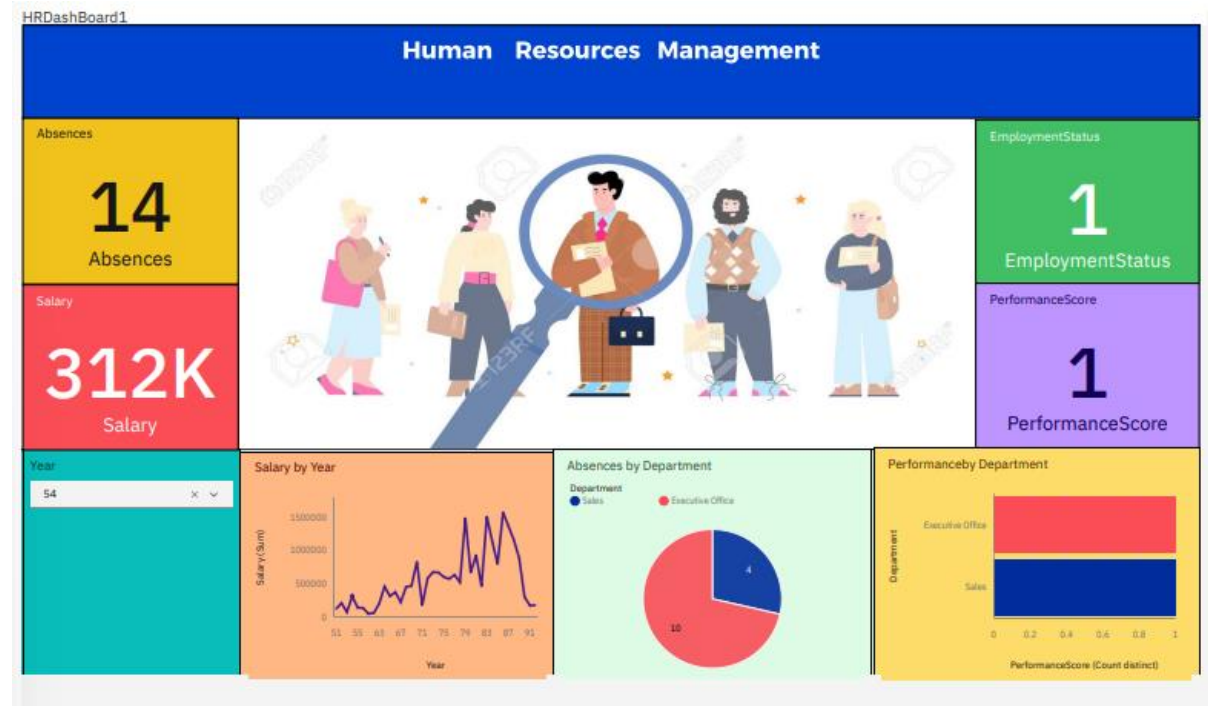 HRDashBoard1
Human Resources Management
Absences
14
Absences
EmploymentStatus
1
EmploymentStatus
Salary
312K
Salary
PerformanceScore
1
PerformanceScore
123RF
Year
54
Salary by Year
Salary (Sum)
1500000
1000000
500000
0
51 55 63 67 71 75 79 83 87 91
Year
Absences by Department
Department
Sales Executive Office
4
10
Performanceby Department
Department
Executive Office
Sales
0 0.2 0.4 0.6 0.8 1
PerformanceScore (Count distinct)